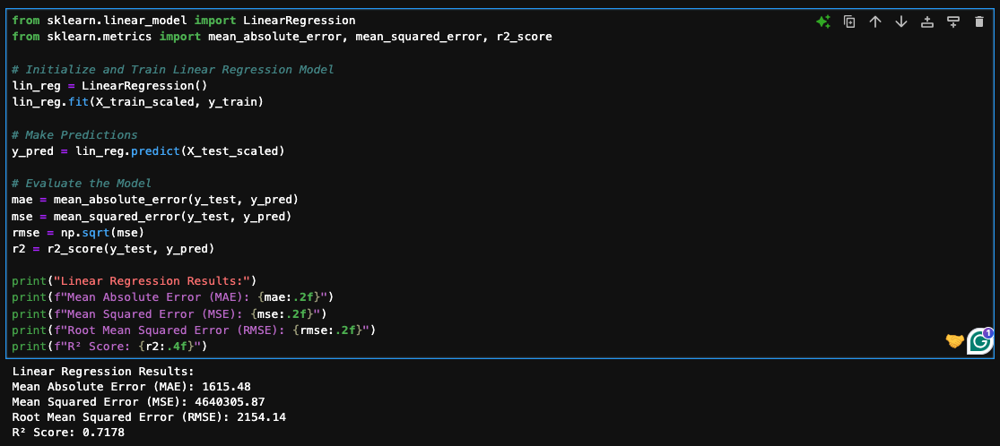 from sklearn.linear_model import LinearRegression
from sklearn.metrics import mean_absolute_error, mean_squared_error, r2_score
# Initialize and Train Linear Regression Model
lin_reg = LinearRegression()
lin_reg.fit(X_train_scaled, y_train)
# Make Predictions
y_pred = lin_reg.predict(X_test_scaled)
# Evaluate the Model
mae = mean_absolute_error(y_test, y_pred)
mse = mean_squared_error(y_test, y_pred)
rmse = np.sqrt(mse)
r2 = r2_score(y_test, y_pred)
print("Linear Regression Results:")
print(f"Mean Absolute Error (MAE): {mae:.2f}")
print(f"Mean Squared Error (MSE): {mse:.2f}")
print(f"Root Mean Squared Error (RMSE): {rmse:.2f}")
print(f"R² Score: {r2:.4f}")
1
Linear Regression Results:
Mean Absolute Error (MAE): 1615.48
Mean Squared Error (MSE): 4640305.87
Root Mean Squared Error (RMSE): 2154.14
R² Score: 0.7178